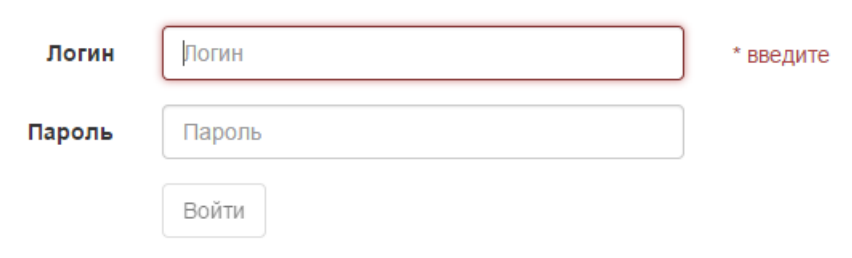 Логин Логин * введите
Пароль Пароль
Войти